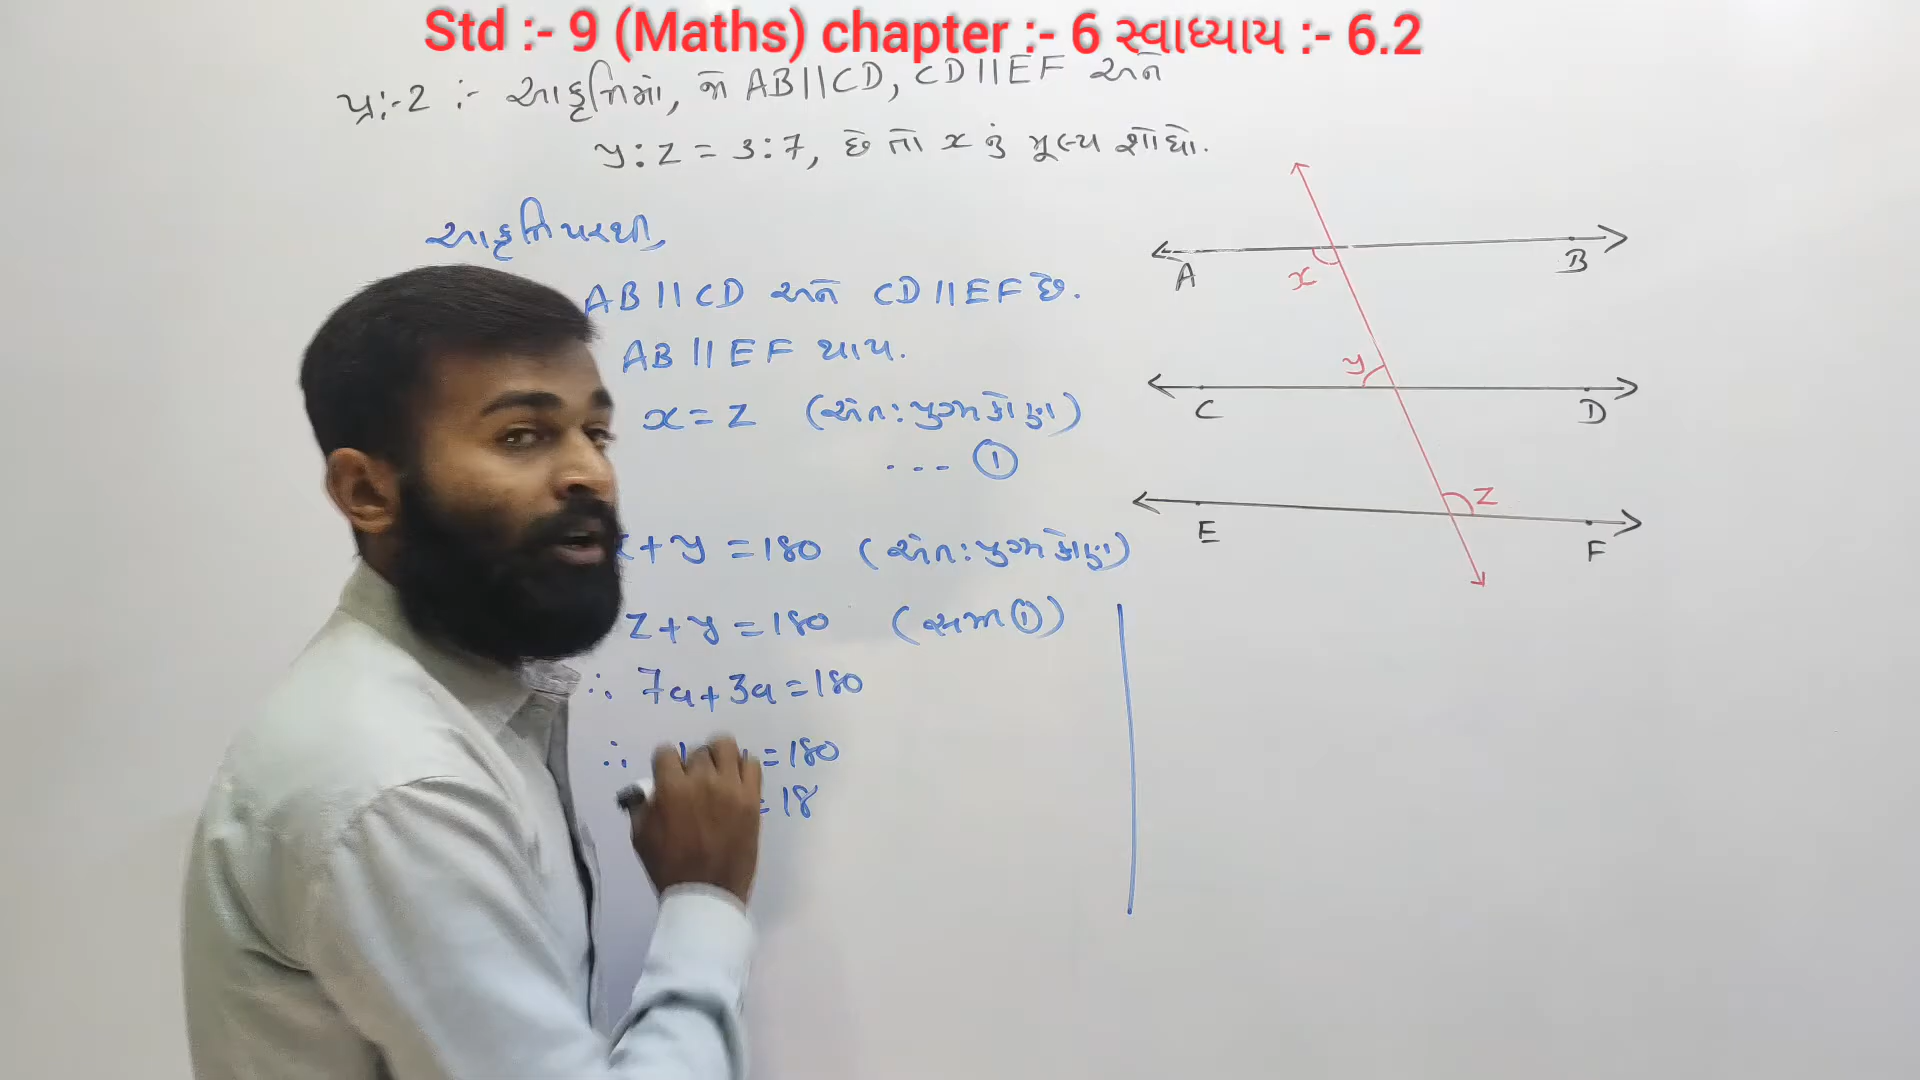 Std :- 9 (Maths) chapter :- 6 સ્વાધ્યાય :- 6.2
પ્ર:-2 :- આકૃતિમાં, જો AB||CD, CD||EF અને
y:z = 3:7, છે તો x નું મૂલ્ય શોધો.
આકૃતિ પરથી,
AB || CD અને CD || EF છે.
AB || EF થાય.
x = z (અંત:યુગ્મકોણ)
--- ①
x + y = 180 (અંત:યુગ્મકોણ)
z + y = 180 (સમી ①)
∴ 7a + 3a = 180
∴ = 180
= 18
A
B
x
y
C
D
z
E
F